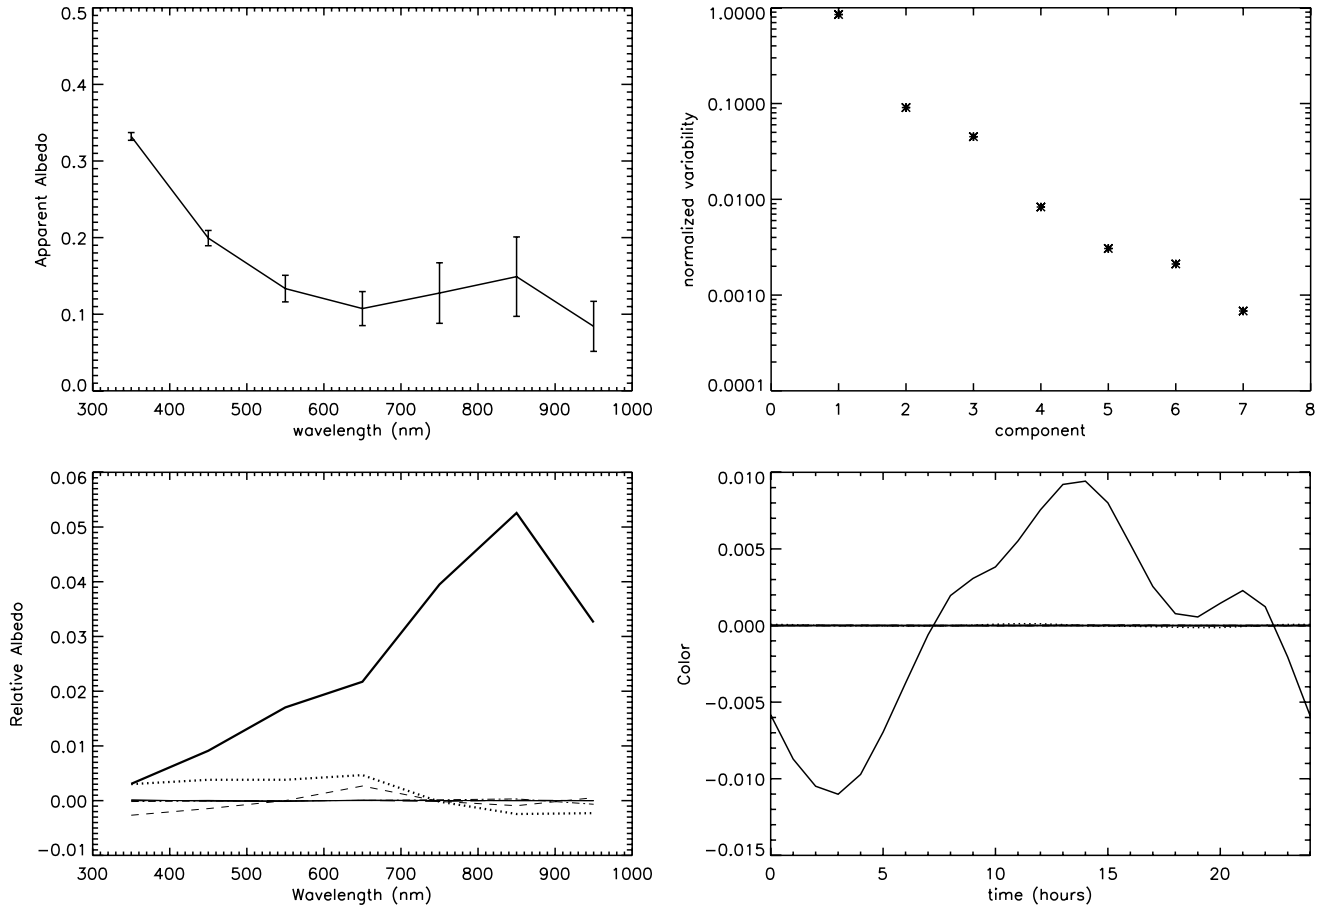 0.5
0.4
0.3
0.2
0.1
0.0
Apparent Albedo
300 400 500 600 700 800 900 1000
wavelength (nm)
1.0000
0.1000
0.0100
0.0010
0.0001
normalized variability
0 1 2 3 4 5 6 7 8
component
0.06
0.05
0.04
0.03
0.02
0.01
0.00
−0.01
Relative Albedo
300 400 500 600 700 800 900 1000
Wavelength (nm)
0.010
0.005
0.000
−0.005
−0.010
−0.015
Color
0 5 10 15 20
time (hours)